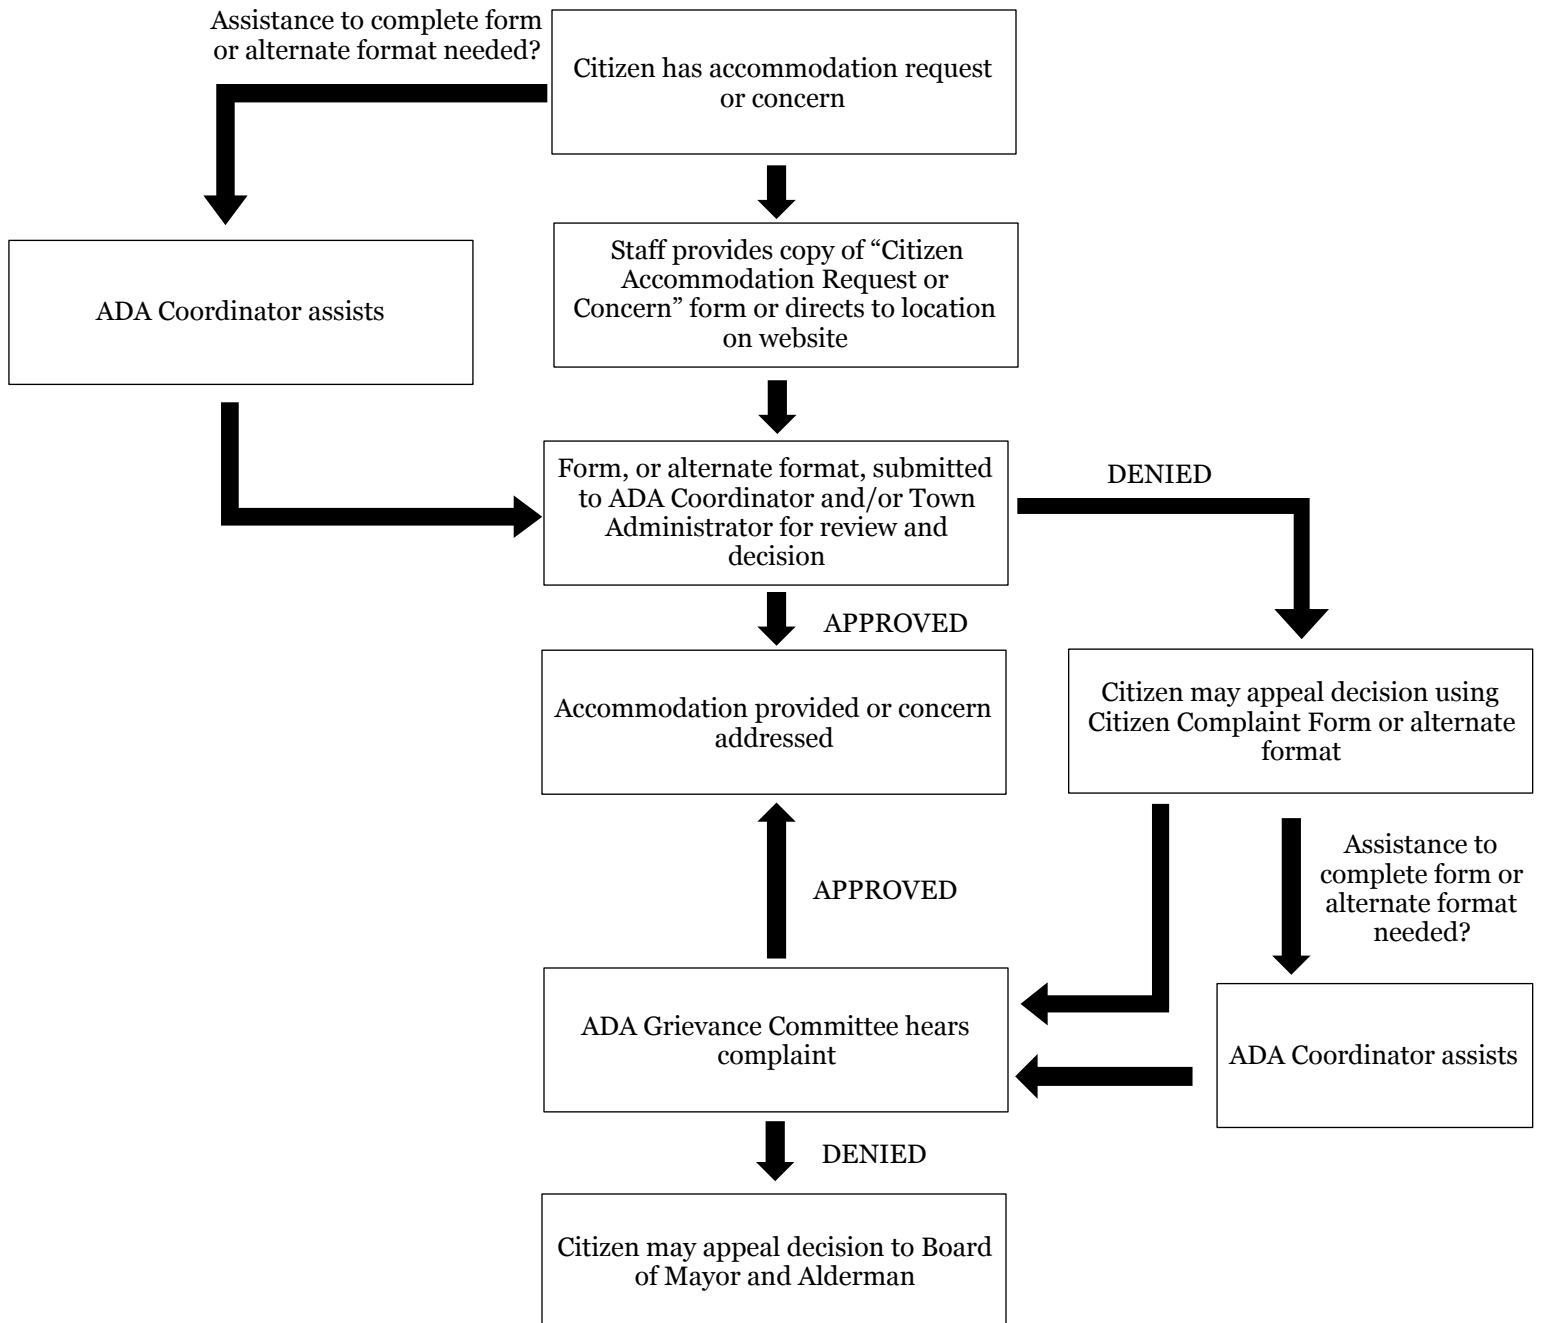 Assistance to complete form
or alternate format needed?
Citizen has accommodation request
or concern
ADA Coordinator assists
Staff provides copy of “Citizen
Accommodation Request or
Concern” form or directs to location
on website
Form, or alternate format, submitted
to ADA Coordinator and/or Town
Administrator for review and
decision
DENIED
APPROVED
Accommodation provided or concern
addressed
Citizen may appeal decision using
Citizen Complaint Form or alternate
format
Assistance to
complete form or
alternate format
needed?
APPROVED
ADA Grievance Committee hears
complaint
ADA Coordinator assists
DENIED
Citizen may appeal decision to Board
of Mayor and Alderman